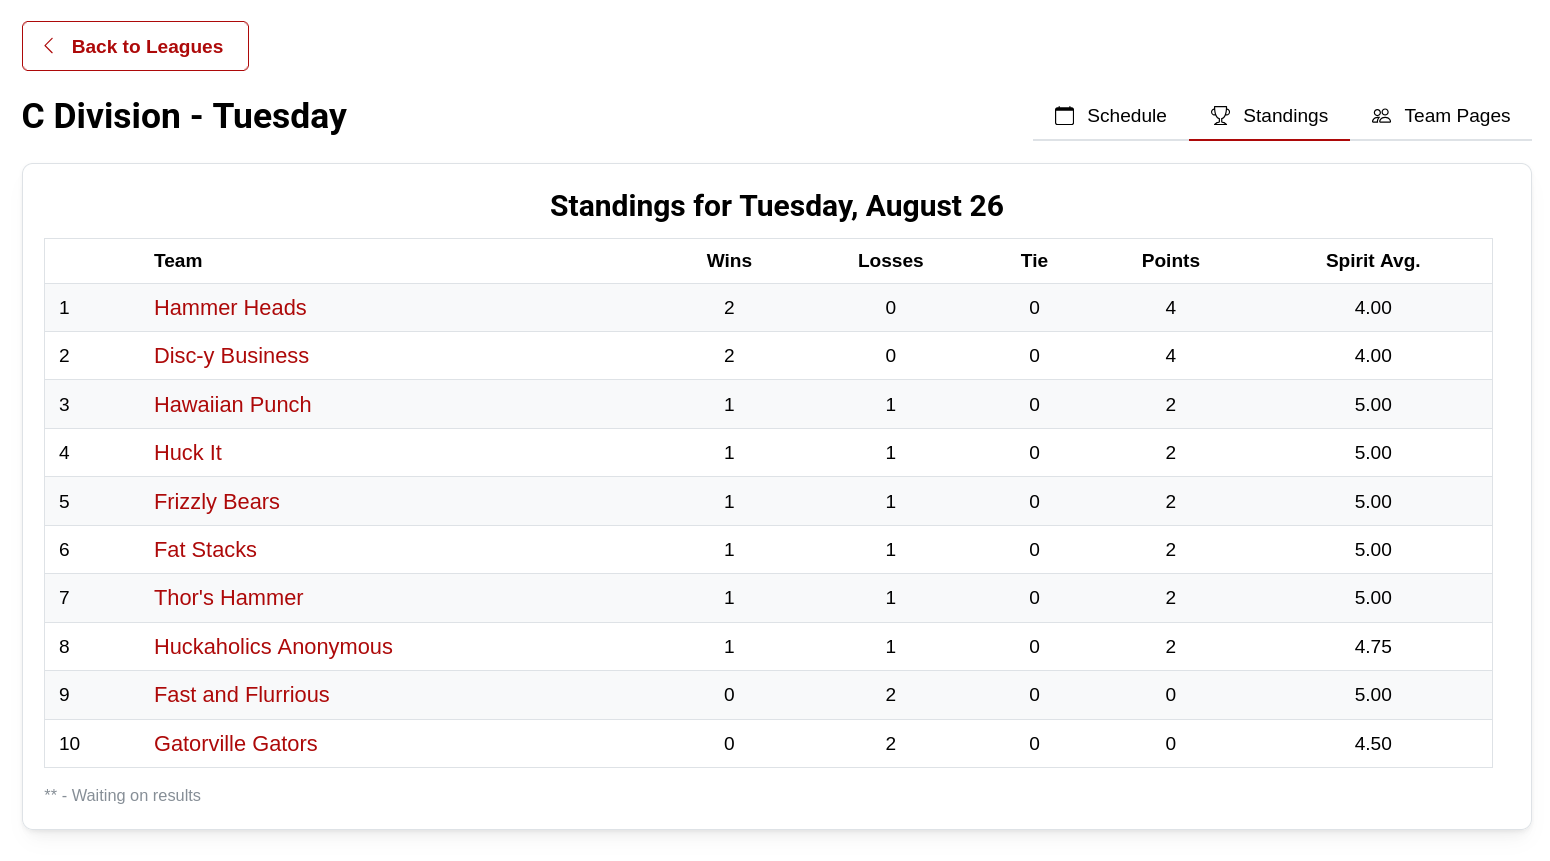 Back to Leagues
C Division - Tuesday
Schedule Standings Team Pages
Standings for Tuesday, August 26
Team Wins Losses Tie Points Spirit Avg.
1 Hammer Heads 2 0 0 4 4.00
2 Disc-y Business 2 0 0 4 4.00
3 Hawaiian Punch 1 1 0 2 5.00
4 Huck It 1 1 0 2 5.00
5 Frizzly Bears 1 1 0 2 5.00
6 Fat Stacks 1 1 0 2 5.00
7 Thor's Hammer 1 1 0 2 5.00
8 Huckaholics Anonymous 1 1 0 2 4.75
9 Fast and Flurrious 0 2 0 0 5.00
10 Gatorville Gators 0 2 0 0 4.50
** - Waiting on results